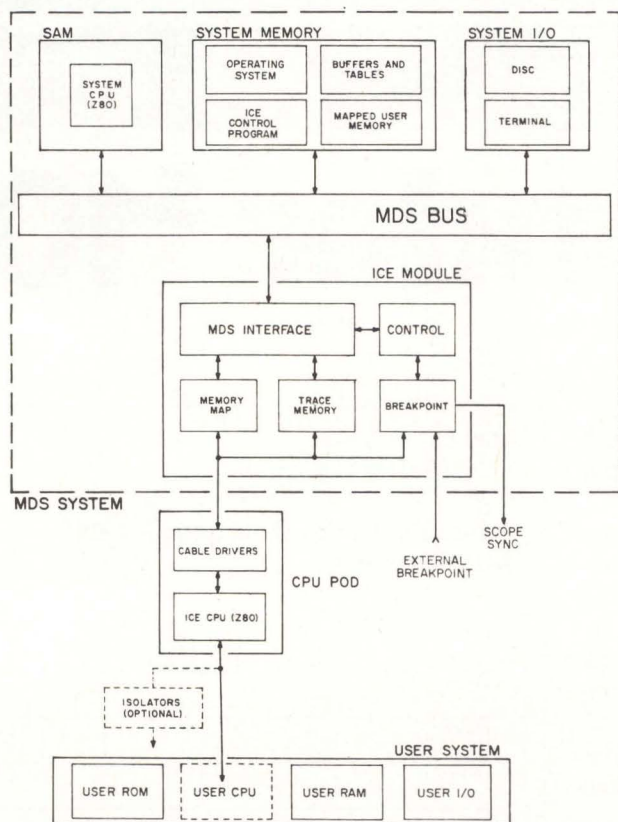 SAM
SYSTEM MEMORY
SYSTEM I/O
SYSTEM
CPU
(Z80)
OPERATING
SYSTEM
BUFFERS AND
TABLES
ICE
CONTROL
PROGRAM
MAPPED USER
MEMORY
DISC
TERMINAL
MDS BUS
ICE MODULE
MDS INTERFACE
CONTROL
MEMORY
MAP
TRACE
MEMORY
BREAKPOINT
MDS SYSTEM
CABLE DRIVERS
ICE CPU (Z80)
CPU POD
EXTERNAL
BREAKPOINT
SCOPE
SYNC
ISOLATORS
(OPTIONAL)
USER SYSTEM
USER ROM
USER CPU
USER RAM
USER I/O